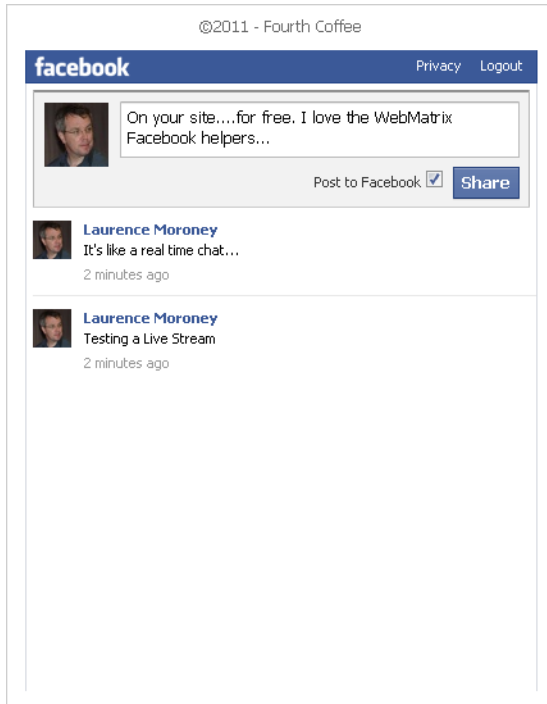 ©2011 - Fourth Coffee
facebook Privacy Logout
On your site....for free. I love the WebMatrix
Facebook helpers...
Post to Facebook Share
Laurence Moroney
It's like a real time chat...
2 minutes ago
Laurence Moroney
Testing a Live Stream
2 minutes ago